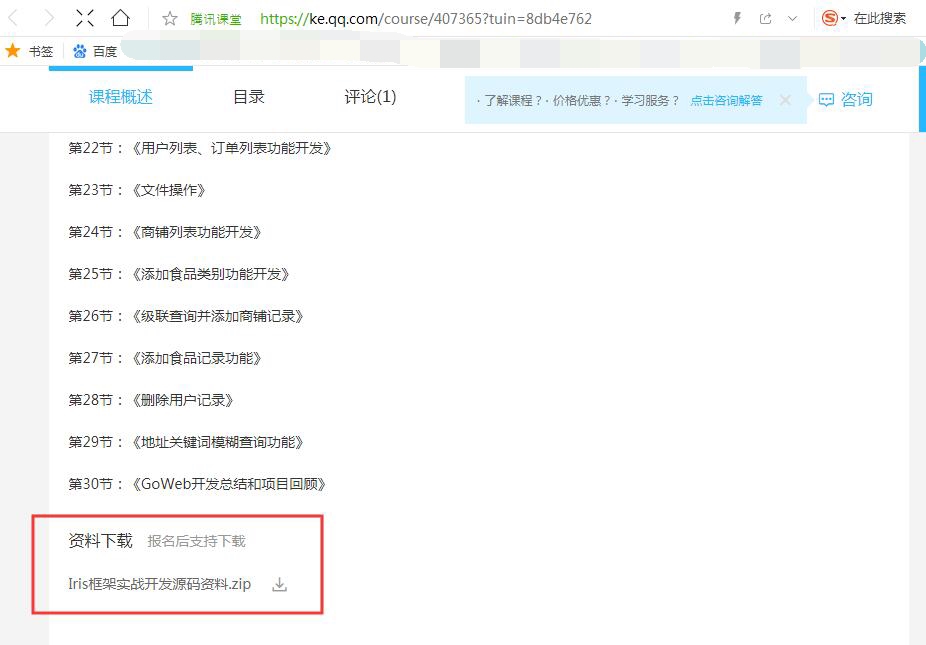 腾讯课堂 https://ke.qq.com/course/407365?tuin=8db4e762 在此搜索
书签 百度
课程概述 目录 评论(1) · 了解课程？· 价格优惠？· 学习服务？ 点击咨询解答 咨询
第22节：《用户列表、订单列表功能开发》
第23节：《文件操作》
第24节：《商铺列表功能开发》
第25节：《添加食品类别功能开发》
第26节：《级联查询并添加商铺记录》
第27节：《添加食品记录功能》
第28节：《删除用户记录》
第29节：《地址关键词模糊查询功能》
第30节：《GoWeb开发总结和项目回顾》
资料下载 报名后支持下载
Iris框架实战开发源码资料.zip